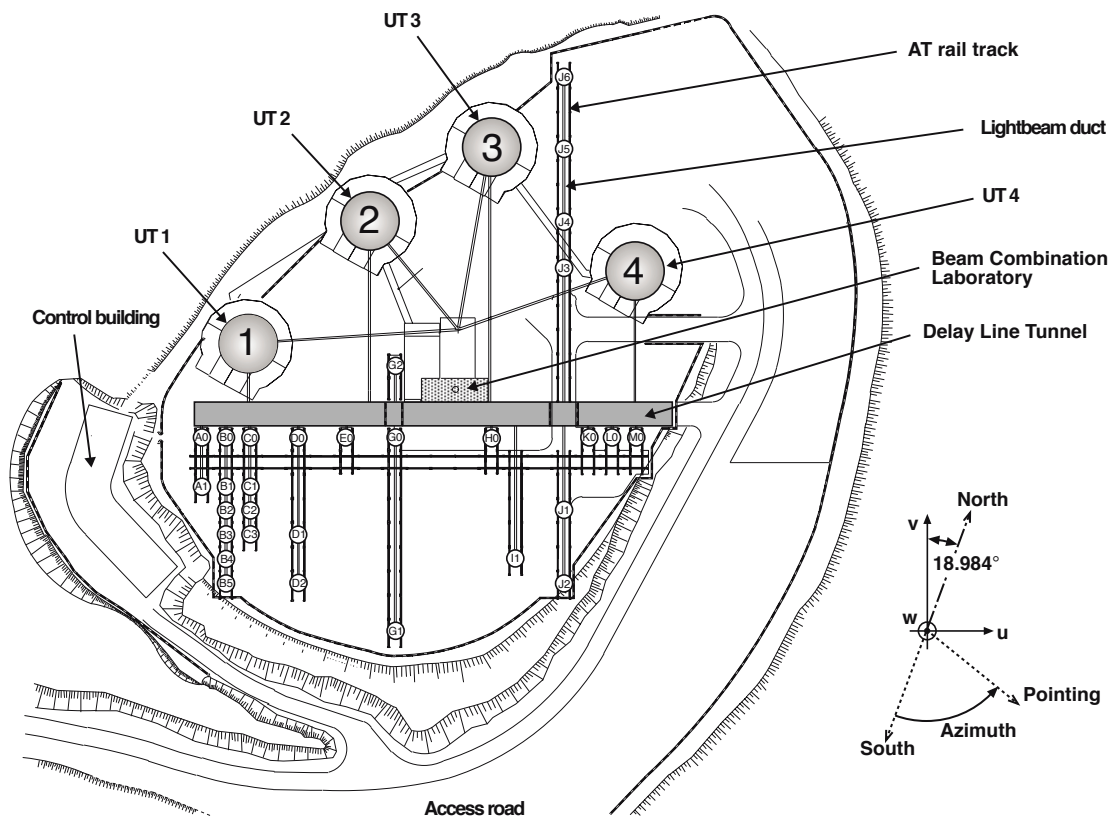 UT 3
J6
AT rail track
UT 2
3
J5
Lightbeam duct
UT 1
2
J4
UT 4
J3
4
Beam Combination
Laboratory
Control building
1
G2
Delay Line Tunnel
A0 B0 C0 D0 E0 G0 H0 K0 L0 M0
A1 B1 C1
B2 C2 J1
B3 C3 D1
B4 I1
B5 D2 J2
G1
North
v
18.984°
w
u
Pointing
Azimuth
South
Access road